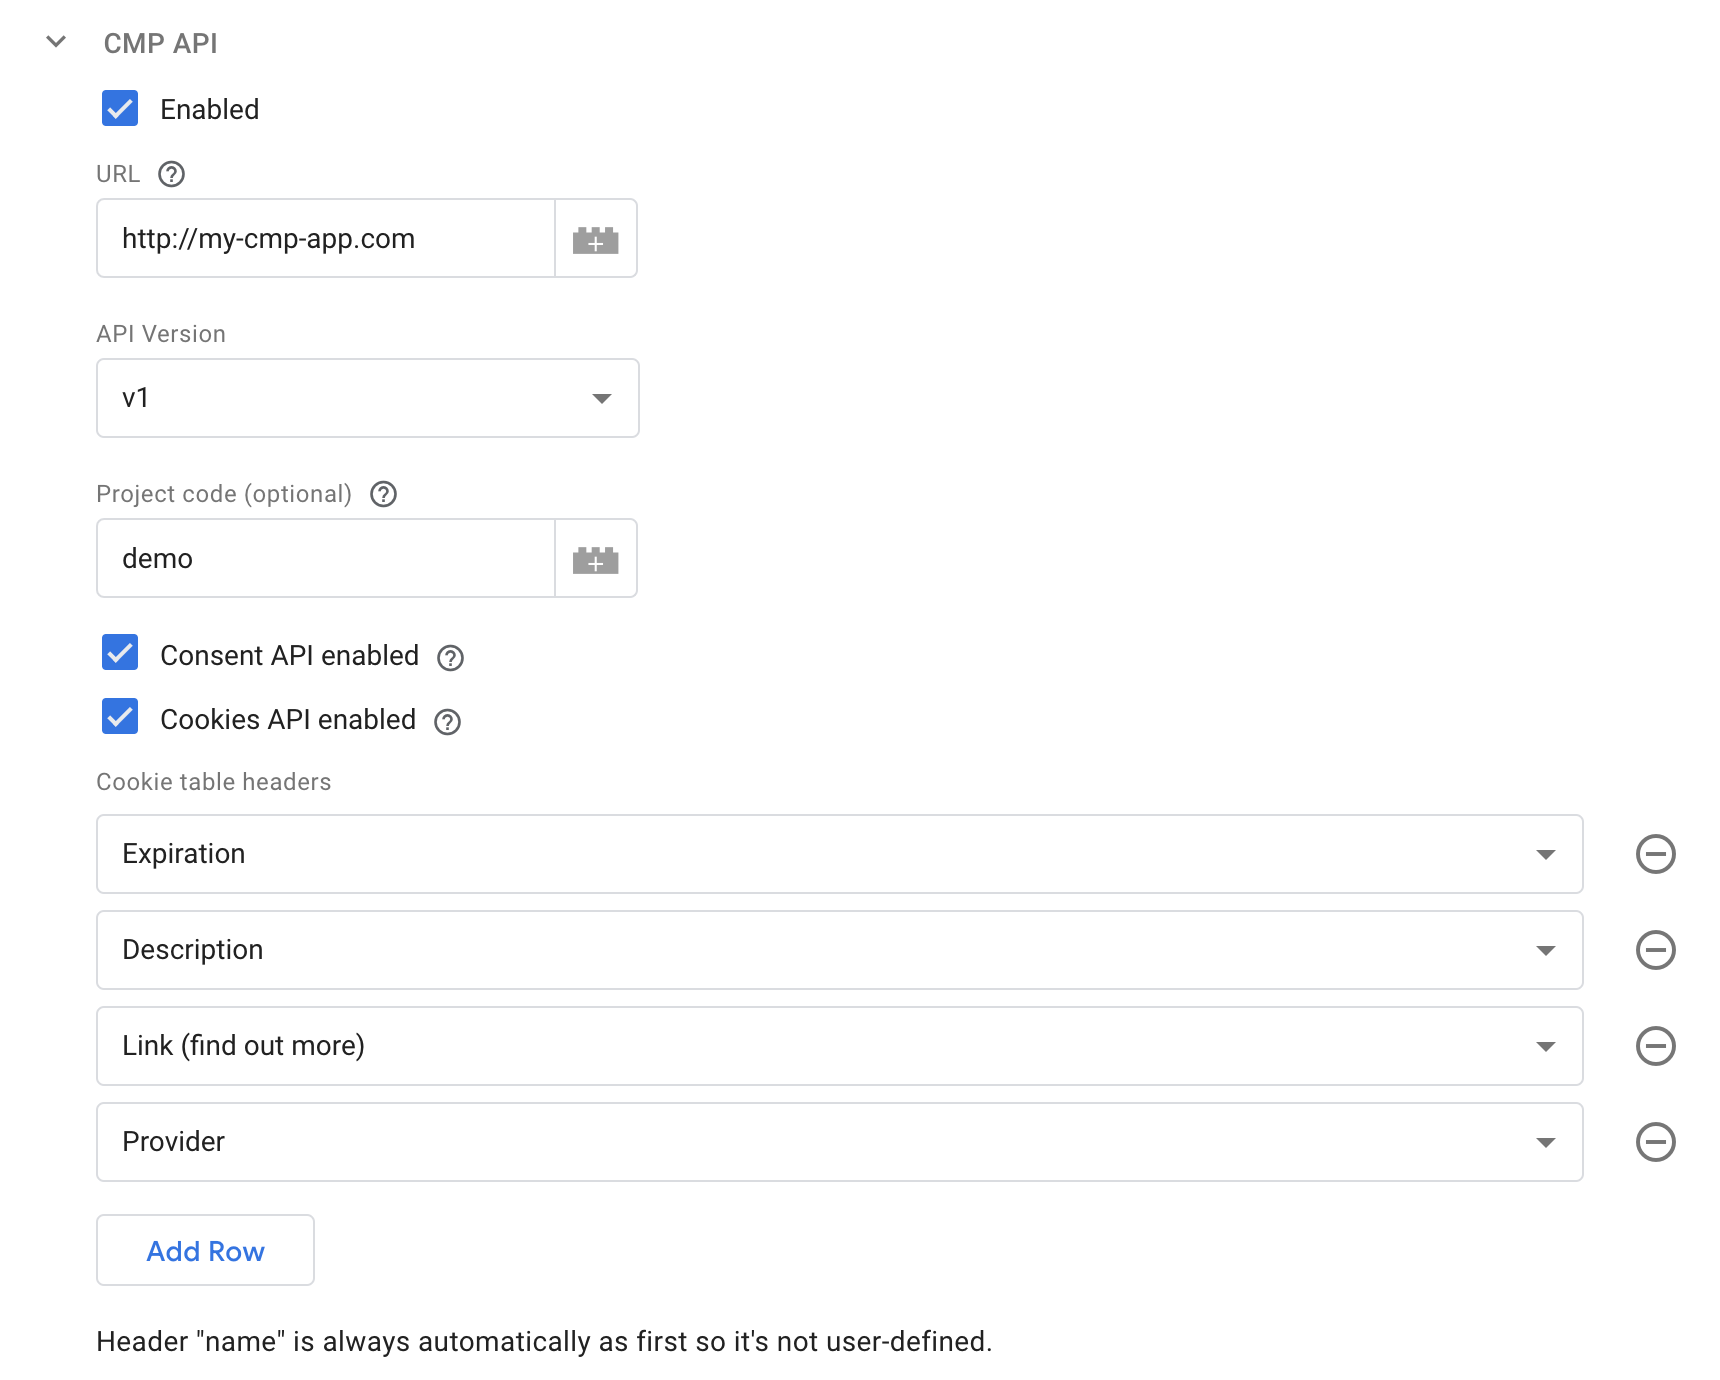 CMP API
Enabled
URL
http://my-cmp-app.com
API Version
v1
Project code (optional)
demo
Consent API enabled
Cookies API enabled
Cookie table headers
Expiration
Description
Link (find out more)
Provider
Add Row
Header "name" is always automatically as first so it's not user-defined.